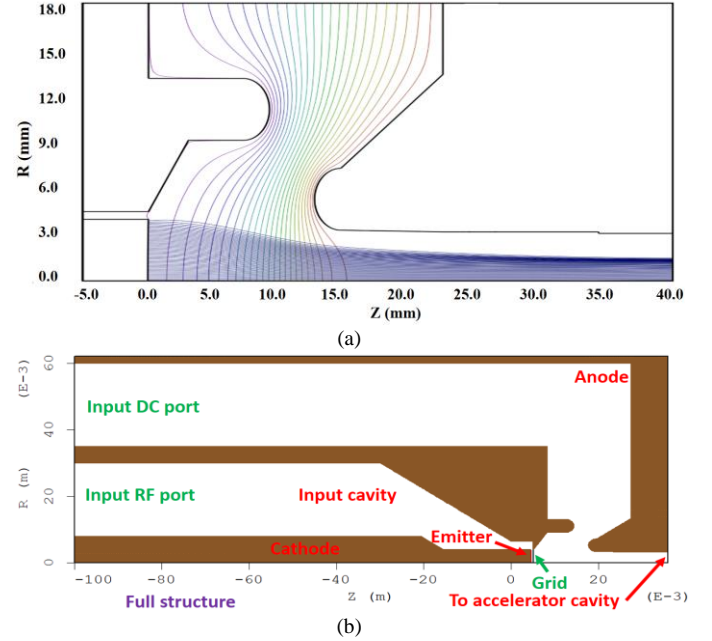 18.0
15.0
12.0
9.0
6.0
3.0
0.0
R (mm)
-5.0 0.0 5.0 10.0 15.0 20.0 25.0 30.0 35.0 40.0
Z (mm)
(a)
60
(E-3)
40
R (m)
20
0
Anode
Input DC port
Input RF port
Input cavity
Emitter
Cathode
Grid
-100 -80 -60 -40 -20 0 20
Z (m)
(E-3)
To accelerator cavity
Full structure
(b)